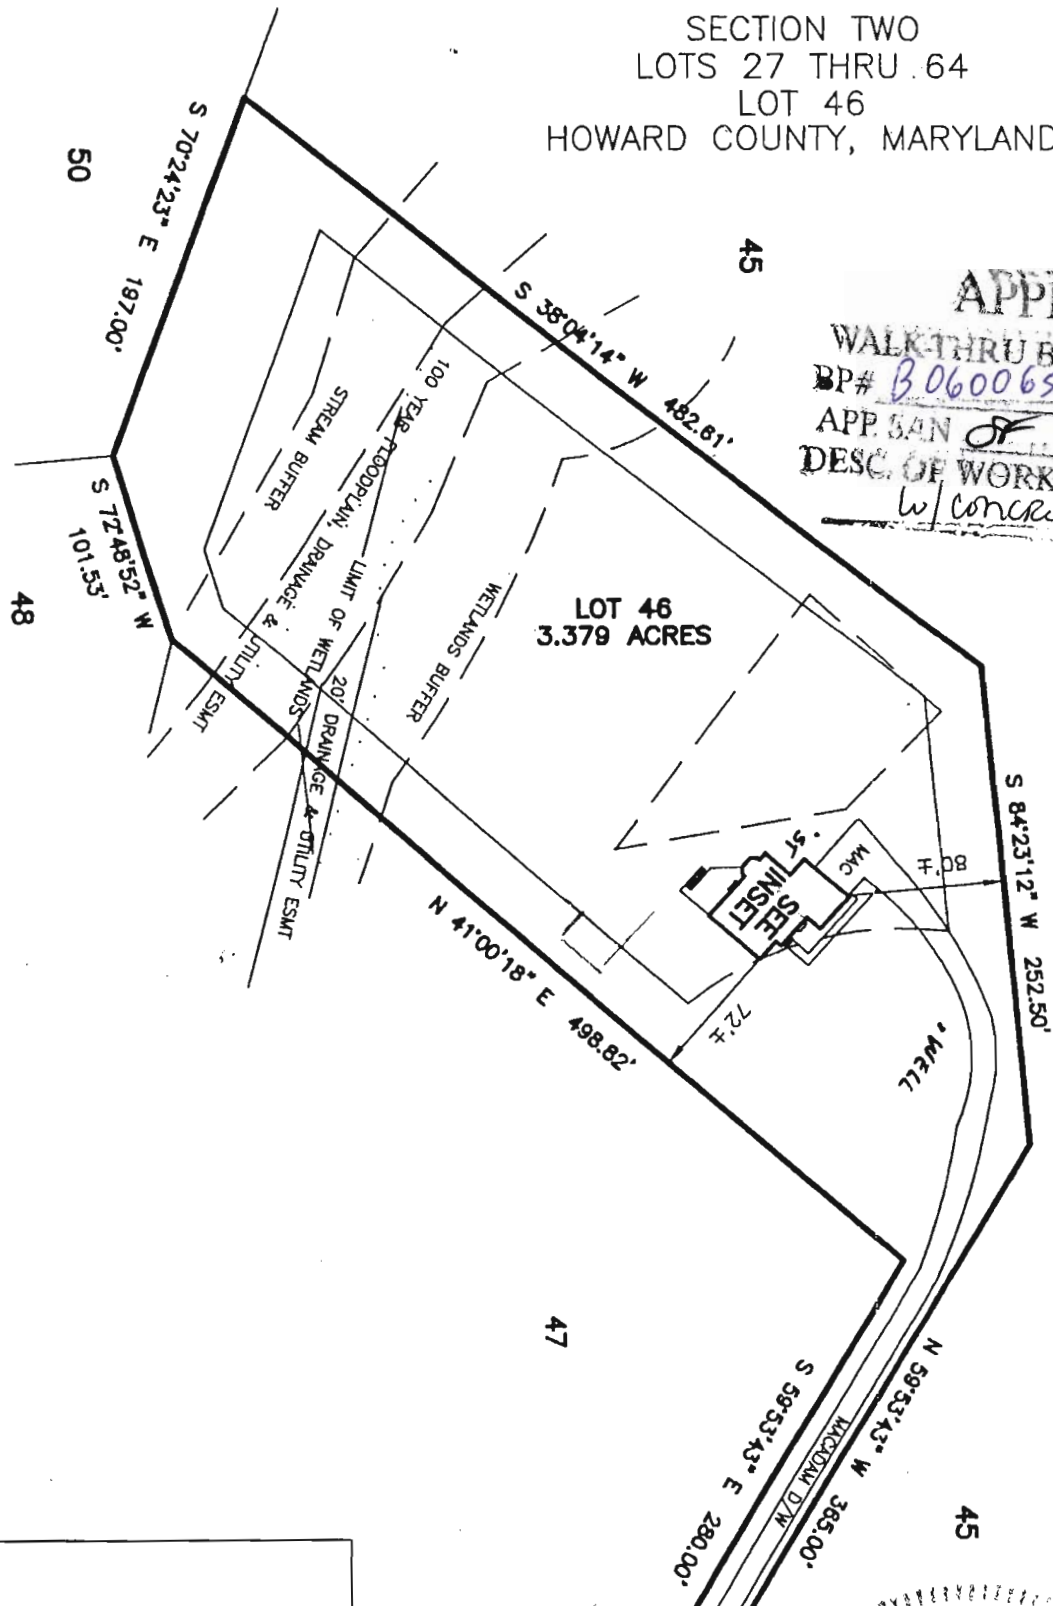 SECTION TWO
LOTS 27 THRU 64
LOT 46
HOWARD COUNTY, MARYLAND
50
S 70°24'23" E 197.00'
45
S 38°04'14" W 482.61'
WALK-THRU
BP# B06006
APP. SAN
DESC. OF WORK
w/
STREAM BUFFER
100 YEAR FLOODPLAIN, DRAINAGE & UTILITY ESMT
LIMIT OF WETLANDS
20' DRAINAGE & UTILITY ESMT
WETLANDS BUFFER
LOT 46
3.379 ACRES
S 72°48'52" W
101.53'
48
S 84°23'12" W 252.50'
ST
MAC
80'±
SEE
INSET
72'±
WELL
N 41°00'18" E 498.82'
47
N 59°53'43" W 365.00'
MACADAM D/W
S 59°53'43" E 280.00'
45